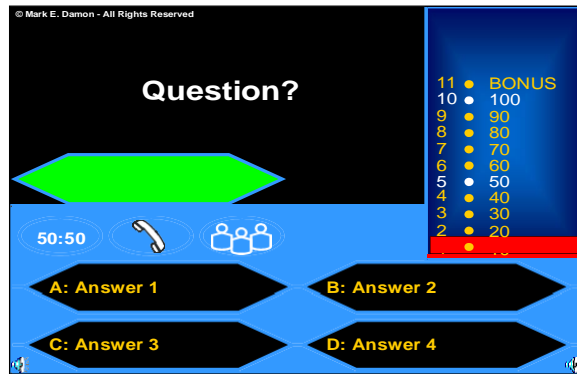 © Mark E. Damon - All Rights Reserved
Question?
11 BONUS
10 100
9 90
8 80
7 70
6 60
5 50
4 40
3 30
2 20
50:50
A: Answer 1
B: Answer 2
C: Answer 3
D: Answer 4